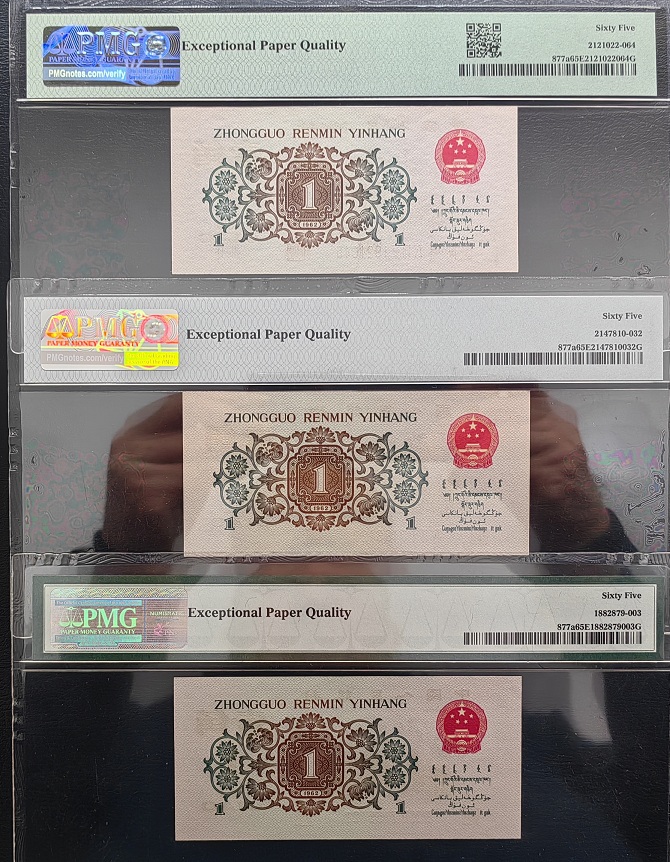 PMG
PAPER MONEY GUARANTY
PMGnotes.com/verify
Exceptional Paper Quality
Sixty Five
2121022-064
877a65E2121022064G
ZHONGGUO RENMIN YINHANG
1
1962
1 1
PMG
PAPER MONEY GUARANTY
PMGnotes.com/verify
Exceptional Paper Quality
Sixty Five
2147810-032
877a65E2147810032G
ZHONGGUO RENMIN YINHANG
1
1962
1 1
PMG
PAPER MONEY GUARANTY
Exceptional Paper Quality
Sixty Five
1882879-003
877a65E1882879003G
ZHONGGUO RENMIN YINHANG
1
1962
1 1